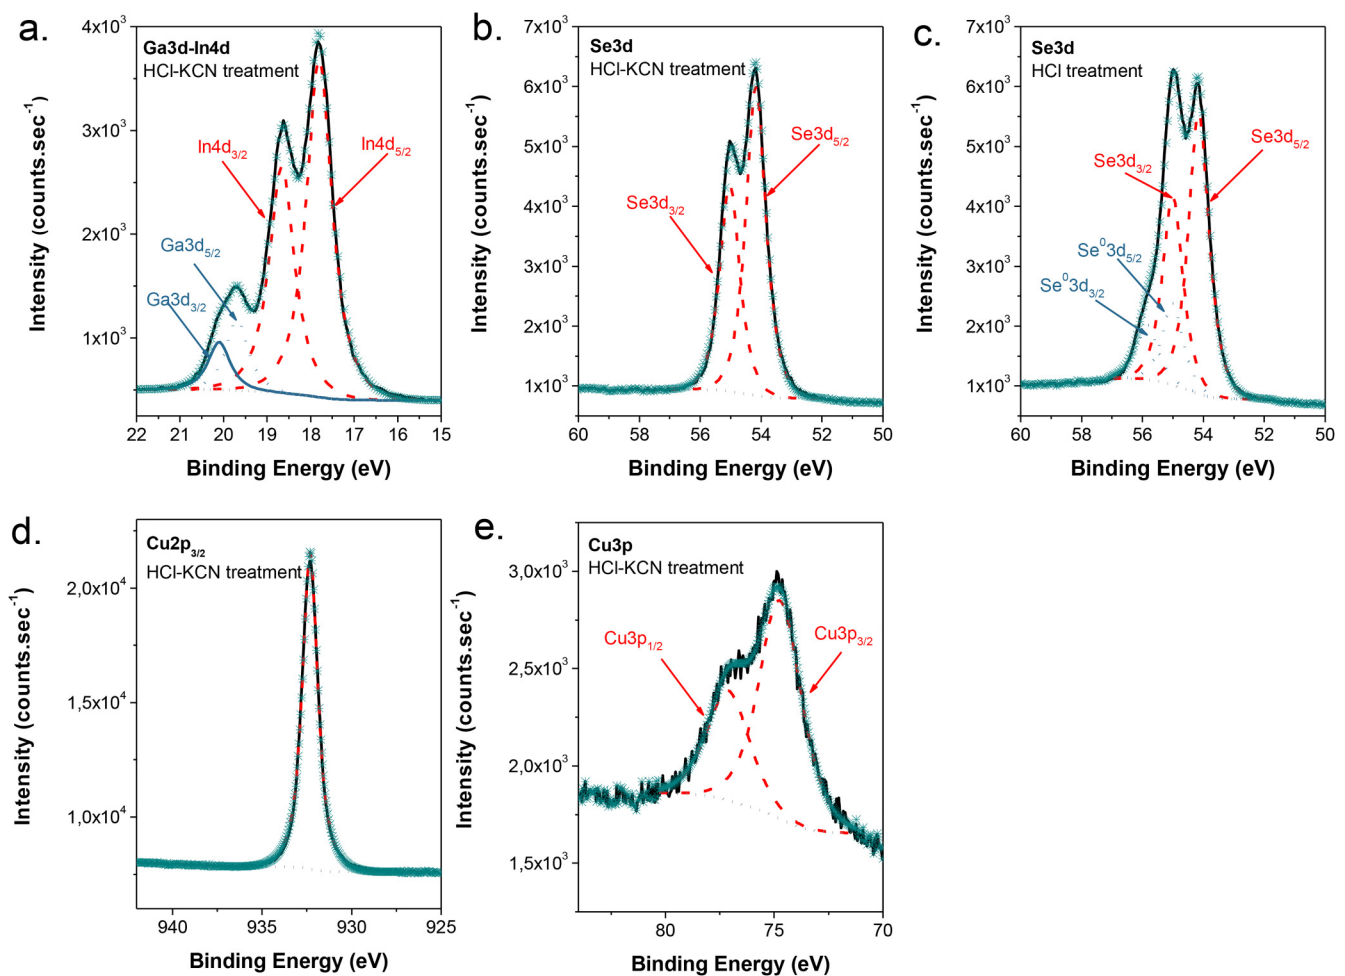 a.
Ga3d-In4d
HCl-KCN treatment
In4d3/2
In4d5/2
Ga3d5/2
Ga3d3/2
4x10³
3x10³
2x10³
1x10³
22 21 20 19 18 17 16 15
Intensity (counts.sec⁻¹)
Binding Energy (eV)
b.
Se3d
HCl-KCN treatment
Se3d5/2
Se3d3/2
7x10³
6x10³
5x10³
4x10³
3x10³
2x10³
1x10³
60 58 56 54 52 50
Intensity (counts.sec⁻¹)
Binding Energy (eV)
c.
Se3d
HCl treatment
Se3d5/2
Se3d3/2
Se⁰3d5/2
Se⁰3d3/2
7x10³
6x10³
5x10³
4x10³
3x10³
2x10³
1x10³
60 58 56 54 52 50
Intensity (counts.sec⁻¹)
Binding Energy (eV)
d.
Cu2p3/2
HCl-KCN treatment
2,0x10⁴
1,5x10⁴
1,0x10⁴
940 935 930 925
Intensity (counts.sec⁻¹)
Binding Energy (eV)
e.
Cu3p
HCl-KCN treatment
Cu3p1/2
Cu3p3/2
3,0x10³
2,5x10³
2,0x10³
1,5x10³
80 75 70
Intensity (counts.sec⁻¹)
Binding Energy (eV)